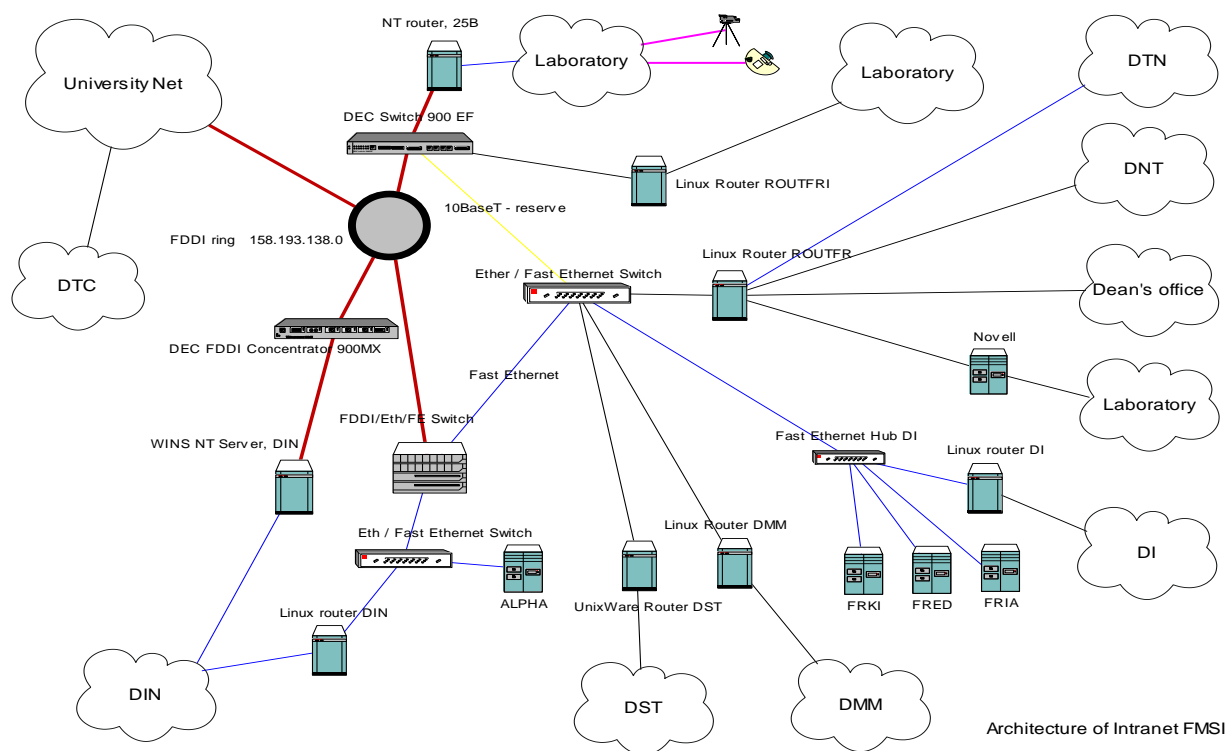 NT router, 25B
University Net
Laboratory
Laboratory
DTN
DEC Switch 900 EF
DNT
Linux Router ROUTFRI
10BaseT - reserve
FDDI ring 158.193.138.0
Linux Router ROUTFR
DTC
Ether / Fast Ethernet Switch
Dean's office
Novell
DEC FDDI Concentrator 900MX
Fast Ethernet
Laboratory
FDDI/Eth/FE Switch
WINS NT Server, DIN
Fast Ethernet Hub DI
Linux router DI
Eth / Fast Ethernet Switch
Linux Router DMM
DI
ALPHA
UnixWare Router DST
FRKI
FRED
FRIA
Linux router DIN
DIN
DST
DMM
Architecture of Intranet FMSI